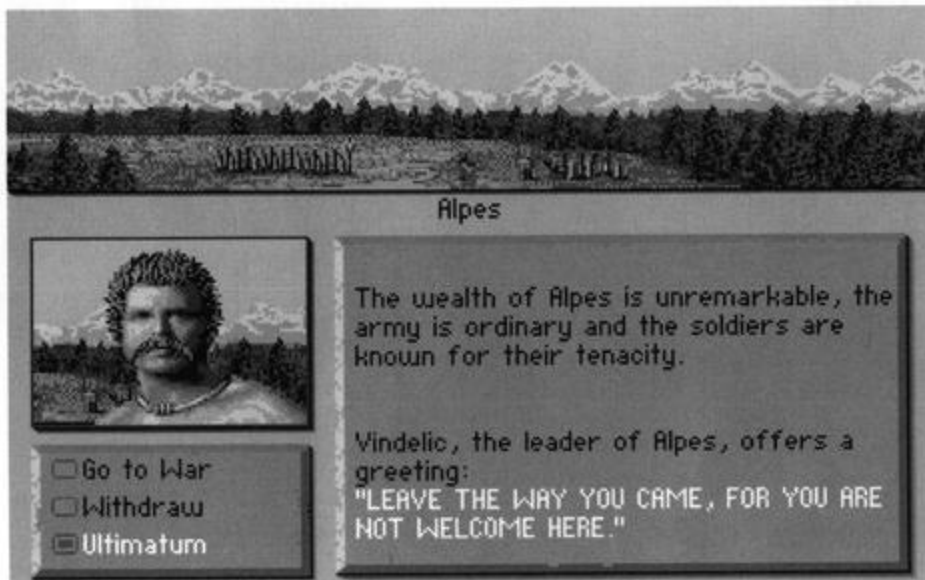 Alpes
The wealth of Alpes is unremarkable, the
army is ordinary and the soldiers are
known for their tenacity.
Vindelic, the leader of Alpes, offers a
greeting:
"LEAVE THE WAY YOU CAME, FOR YOU ARE
NOT WELCOME HERE."
Go to War
Withdraw
Ultimatum